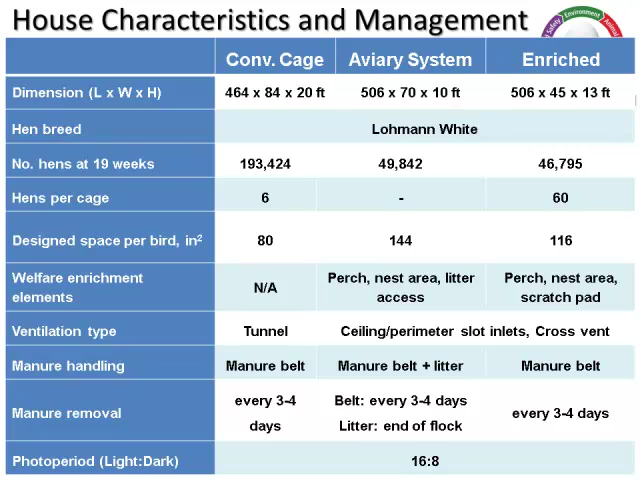 House Characteristics and Management
Safety Environment Animal
Conv. Cage Aviary System Enriched
Dimension (L x W x H) 464 x 84 x 20 ft 506 x 70 x 10 ft 506 x 45 x 13 ft
Hen breed Lohmann White
No. hens at 19 weeks 193,424 49,842 46,795
Hens per cage 6 - 60
Designed space per bird, in² 80 144 116
Welfare enrichment
elements
N/A
Perch, nest area, litter
access
Perch, nest area,
scratch pad
Ventilation type Tunnel Ceiling/perimeter slot inlets, Cross vent
Manure handling Manure belt Manure belt + litter Manure belt
Manure removal
every 3-4
days
Belt: every 3-4 days
Litter: end of flock
every 3-4 days
Photoperiod (Light:Dark) 16:8